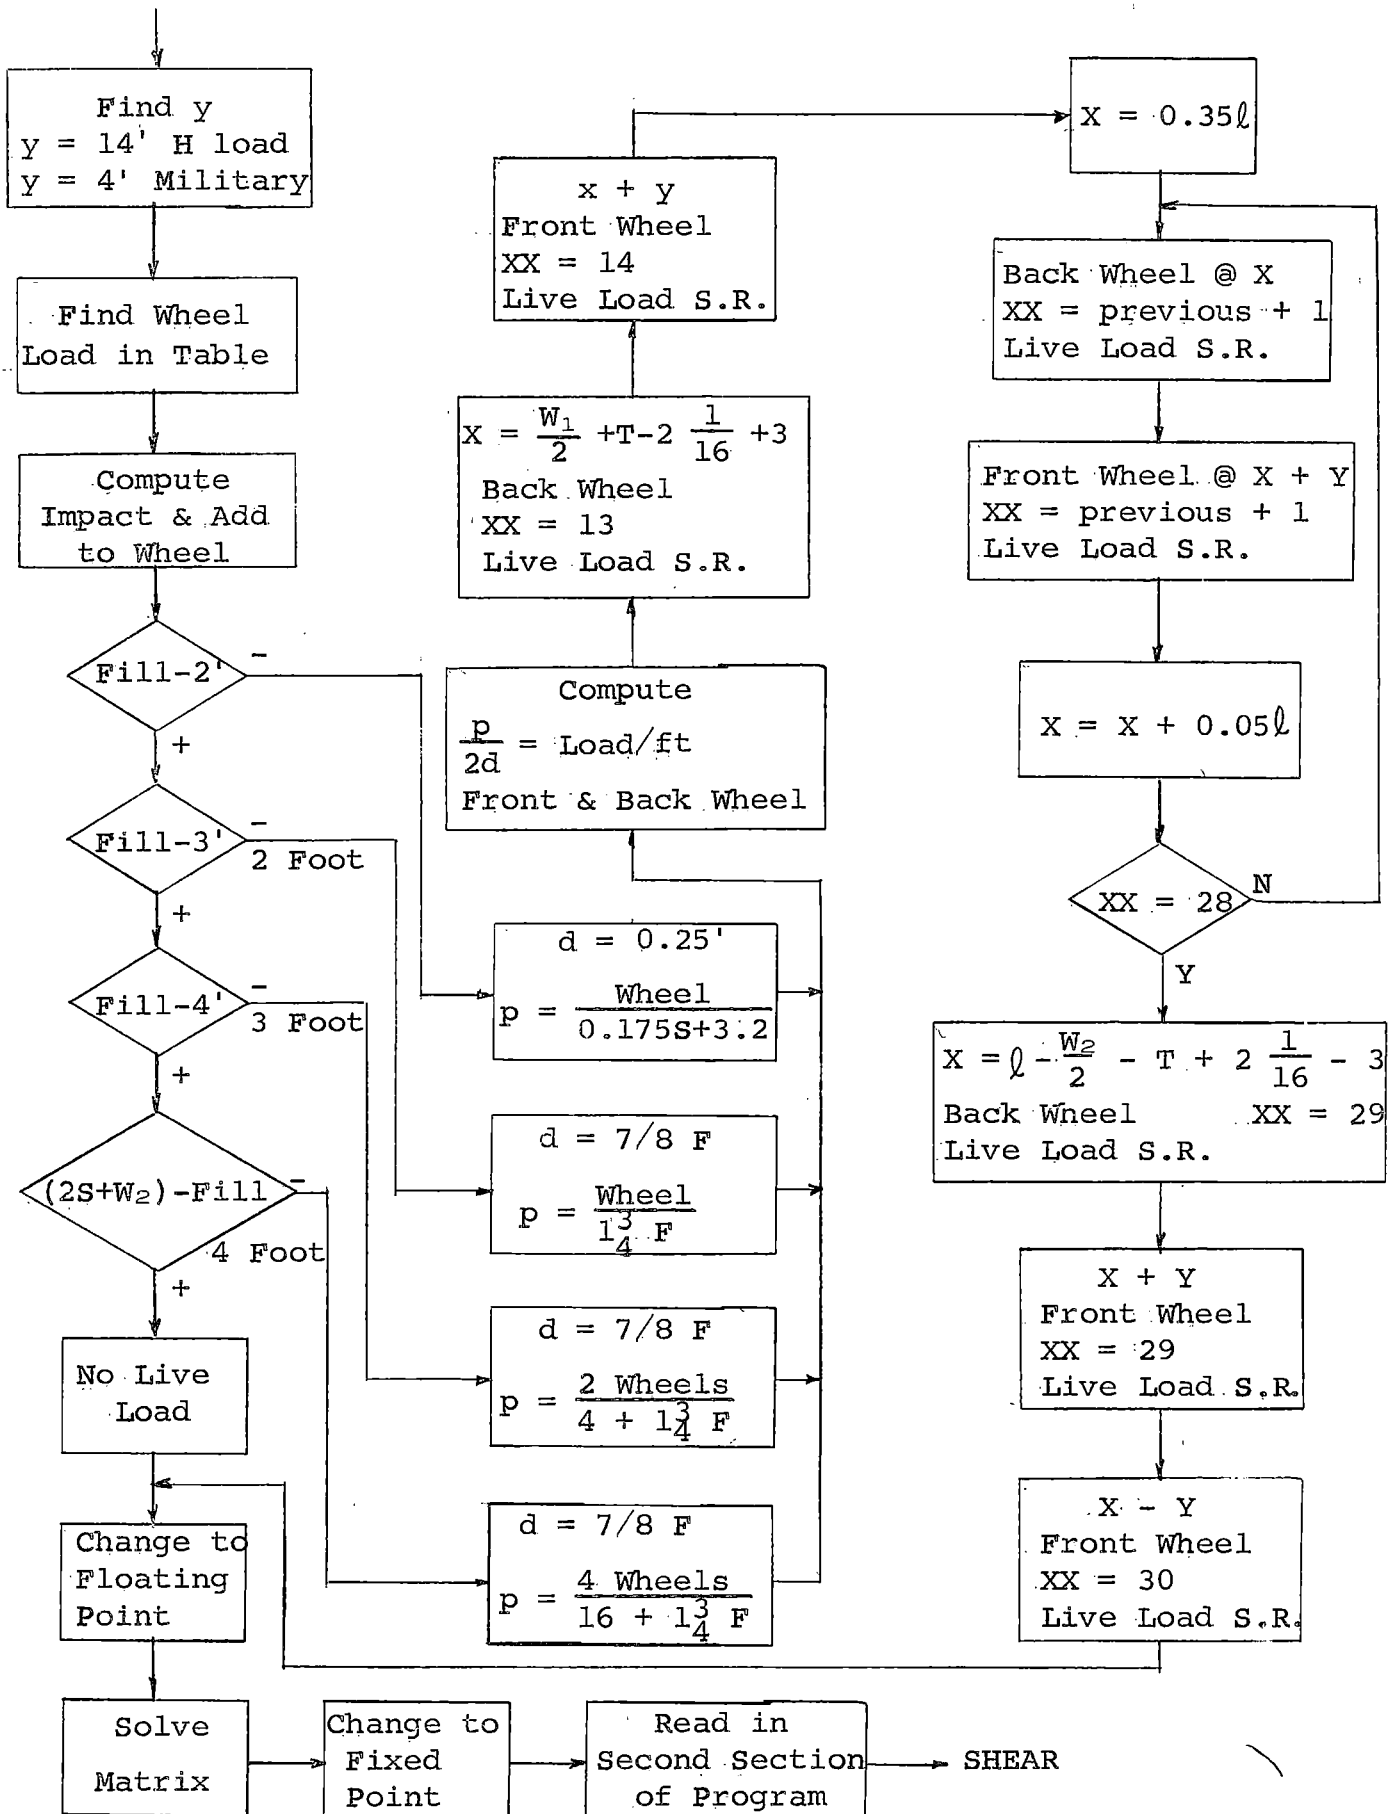 Find y
y = 14' H load
y = 4' Military
Find Wheel
Load in Table
Compute
Impact & Add
to Wheel
Fill-2'
-
+
Fill-3'
-
2 Foot
+
Fill-4'
-
3 Foot
+
(2S+W2)-Fill
-
4 Foot
+
No Live
Load
Change to
Floating
Point
Solve
Matrix
Change to
Fixed
Point
Read in
Second Section
of Program
SHEAR
d = 0.25'
p = Wheel / 0.175S+3.2
d = 7/8 F
p = Wheel / 1 3/4 F
d = 7/8 F
p = 2 Wheels / 4 + 1 3/4 F
d = 7/8 F
p = 4 Wheels / 16 + 1 3/4 F
Compute
p/2d = Load/ft
Front & Back Wheel
X = W1/2 +T-2 1/16 +3
Back Wheel
XX = 13
Live Load S.R.
x + y
Front Wheel
XX = 14
Live Load S.R.
X = 0.35ℓ
Back Wheel @ X
XX = previous + 1
Live Load S.R.
Front Wheel @ X + Y
XX = previous + 1
Live Load S.R.
X = X + 0.05ℓ
XX = 28
N
Y
X = ℓ - W2/2 - T + 2 1/16 - 3
Back Wheel XX = 29
Live Load S.R.
X + Y
Front Wheel
XX = 29
Live Load S.R.
X - Y
Front Wheel
XX = 30
Live Load S.R.